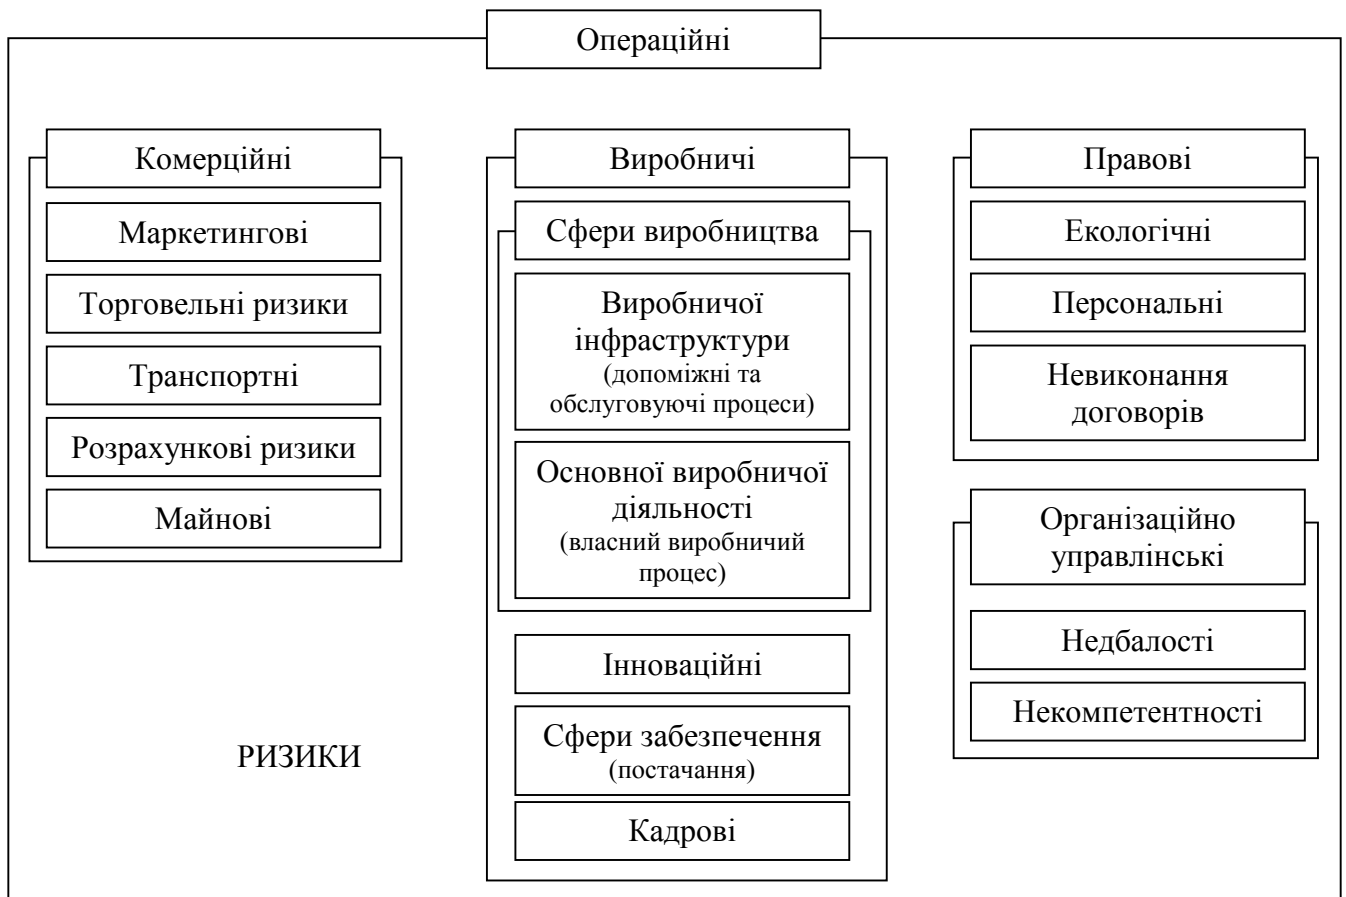 Операційні
Комерційні
Маркетингові
Торговельні ризики
Транспортні
Розрахункові ризики
Майнові
РИЗИКИ
Виробничі
Сфери виробництва
Виробничої
інфраструктури
(допоміжні та
обслуговуючі процеси)
Основної виробничої
діяльності
(власний виробничий
процес)
Інноваційні
Сфери забезпечення
(постачання)
Кадрові
Правові
Екологічні
Персональні
Невиконання
договорів
Організаційно
управлінські
Недбалості
Некомпетентності